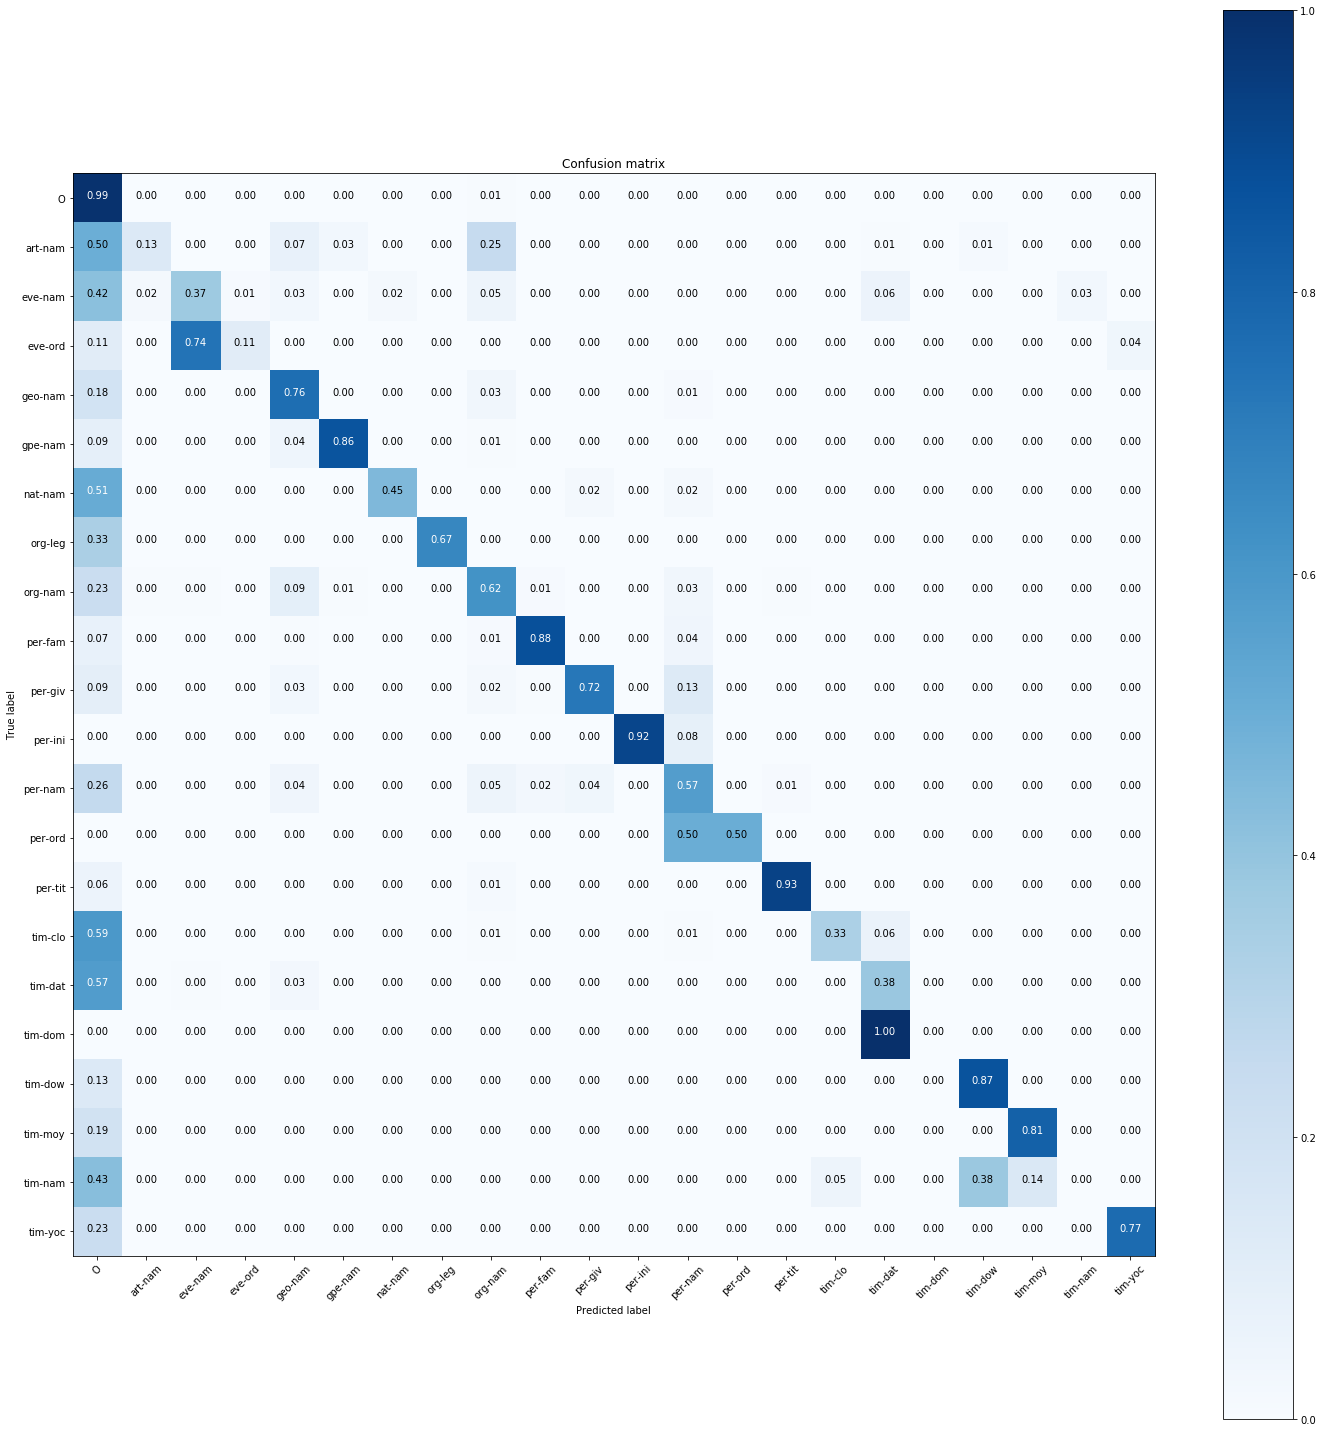 Confusion matrix
O 0.99 0.00 0.00 0.00 0.00 0.00 0.00 0.00 0.01 0.00 0.00 0.00 0.00 0.00 0.00 0.00 0.00 0.00 0.00 0.00 0.00 0.00
art-nam 0.50 0.13 0.00 0.00 0.07 0.03 0.00 0.00 0.25 0.00 0.00 0.00 0.00 0.00 0.00 0.00 0.01 0.00 0.01 0.00 0.00 0.00
eve-nam 0.42 0.02 0.37 0.01 0.03 0.00 0.02 0.00 0.05 0.00 0.00 0.00 0.00 0.00 0.00 0.00 0.06 0.00 0.00 0.00 0.03 0.00
eve-ord 0.11 0.00 0.74 0.11 0.00 0.00 0.00 0.00 0.00 0.00 0.00 0.00 0.00 0.00 0.00 0.00 0.00 0.00 0.00 0.00 0.00 0.04
geo-nam 0.18 0.00 0.00 0.00 0.76 0.00 0.00 0.00 0.03 0.00 0.00 0.00 0.01 0.00 0.00 0.00 0.00 0.00 0.00 0.00 0.00 0.00
gpe-nam 0.09 0.00 0.00 0.00 0.04 0.86 0.00 0.00 0.01 0.00 0.00 0.00 0.00 0.00 0.00 0.00 0.00 0.00 0.00 0.00 0.00 0.00
nat-nam 0.51 0.00 0.00 0.00 0.00 0.00 0.45 0.00 0.00 0.00 0.02 0.00 0.02 0.00 0.00 0.00 0.00 0.00 0.00 0.00 0.00 0.00
org-leg 0.33 0.00 0.00 0.00 0.00 0.00 0.00 0.67 0.00 0.00 0.00 0.00 0.00 0.00 0.00 0.00 0.00 0.00 0.00 0.00 0.00 0.00
org-nam 0.23 0.00 0.00 0.00 0.09 0.01 0.00 0.00 0.62 0.01 0.00 0.00 0.03 0.00 0.00 0.00 0.00 0.00 0.00 0.00 0.00 0.00
per-fam 0.07 0.00 0.00 0.00 0.00 0.00 0.00 0.00 0.01 0.88 0.00 0.00 0.04 0.00 0.00 0.00 0.00 0.00 0.00 0.00 0.00 0.00
per-giv 0.09 0.00 0.00 0.00 0.03 0.00 0.00 0.00 0.02 0.00 0.72 0.00 0.13 0.00 0.00 0.00 0.00 0.00 0.00 0.00 0.00 0.00
per-ini 0.00 0.00 0.00 0.00 0.00 0.00 0.00 0.00 0.00 0.00 0.00 0.92 0.08 0.00 0.00 0.00 0.00 0.00 0.00 0.00 0.00 0.00
per-nam 0.26 0.00 0.00 0.00 0.04 0.00 0.00 0.00 0.05 0.02 0.04 0.00 0.57 0.00 0.01 0.00 0.00 0.00 0.00 0.00 0.00 0.00
per-ord 0.00 0.00 0.00 0.00 0.00 0.00 0.00 0.00 0.00 0.00 0.00 0.00 0.50 0.50 0.00 0.00 0.00 0.00 0.00 0.00 0.00 0.00
per-tit 0.06 0.00 0.00 0.00 0.00 0.00 0.00 0.00 0.01 0.00 0.00 0.00 0.00 0.00 0.93 0.00 0.00 0.00 0.00 0.00 0.00 0.00
tim-clo 0.59 0.00 0.00 0.00 0.00 0.00 0.00 0.00 0.01 0.00 0.00 0.00 0.01 0.00 0.00 0.33 0.06 0.00 0.00 0.00 0.00 0.00
tim-dat 0.57 0.00 0.00 0.00 0.03 0.00 0.00 0.00 0.00 0.00 0.00 0.00 0.00 0.00 0.00 0.00 0.38 0.00 0.00 0.00 0.00 0.00
tim-dom 0.00 0.00 0.00 0.00 0.00 0.00 0.00 0.00 0.00 0.00 0.00 0.00 0.00 0.00 0.00 0.00 1.00 0.00 0.00 0.00 0.00 0.00
tim-dow 0.13 0.00 0.00 0.00 0.00 0.00 0.00 0.00 0.00 0.00 0.00 0.00 0.00 0.00 0.00 0.00 0.00 0.00 0.87 0.00 0.00 0.00
tim-moy 0.19 0.00 0.00 0.00 0.00 0.00 0.00 0.00 0.00 0.00 0.00 0.00 0.00 0.00 0.00 0.00 0.00 0.00 0.00 0.81 0.00 0.00
tim-nam 0.43 0.00 0.00 0.00 0.00 0.00 0.00 0.00 0.00 0.00 0.00 0.00 0.00 0.00 0.00 0.05 0.00 0.00 0.38 0.14 0.00 0.00
tim-yoc 0.23 0.00 0.00 0.00 0.00 0.00 0.00 0.00 0.00 0.00 0.00 0.00 0.00 0.00 0.00 0.00 0.00 0.00 0.00 0.00 0.00 0.77
True label
O art-nam eve-nam eve-ord geo-nam gpe-nam nat-nam org-leg org-nam per-fam per-giv per-ini per-nam per-ord per-tit tim-clo tim-dat tim-dom tim-dow tim-moy tim-nam tim-yoc
Predicted label
1.0
0.8
0.6
0.4
0.2
0.0